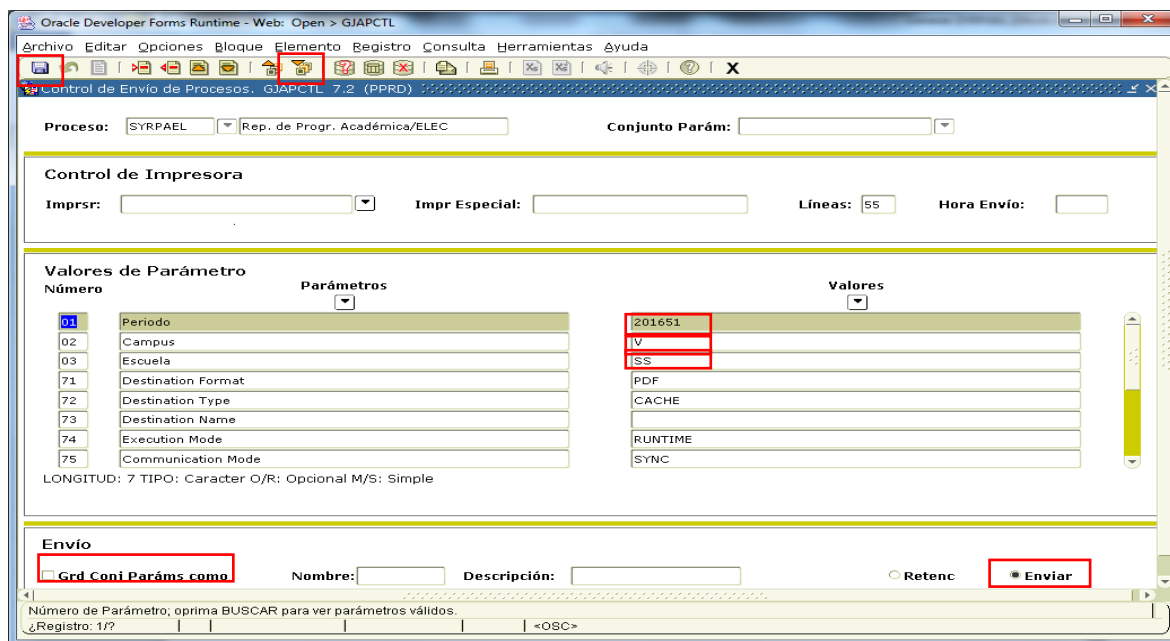 Oracle Developer Forms Runtime - Web: Open > GJAPCTL
Archivo Editar Opciones Bloque Elemento Registro Consulta Herramientas Ayuda
Control de Envío de Procesos. GJAPCTL 7.2 (PPRD)
Proceso: SYRPAEL Rep. de Progr. Académica/ELEC Conjunto Parám:
Control de Impresora
Imprsr: Impr Especial: Líneas: 55 Hora Envío:
Valores de Parámetro
Número Parámetros Valores
01 Periodo 201651
02 Campus V
03 Escuela SS
71 Destination Format PDF
72 Destination Type CACHE
73 Destination Name
74 Execution Mode RUNTIME
75 Communication Mode SYNC
LONGITUD: 7 TIPO: Caracter O/R: Opcional M/S: Simple
Envío
Grd Conj Paráms como Nombre: Descripción: Retenc Enviar
Número de Parámetro; oprima BUSCAR para ver parámetros válidos.
¿Registro: 1/? <OSC>